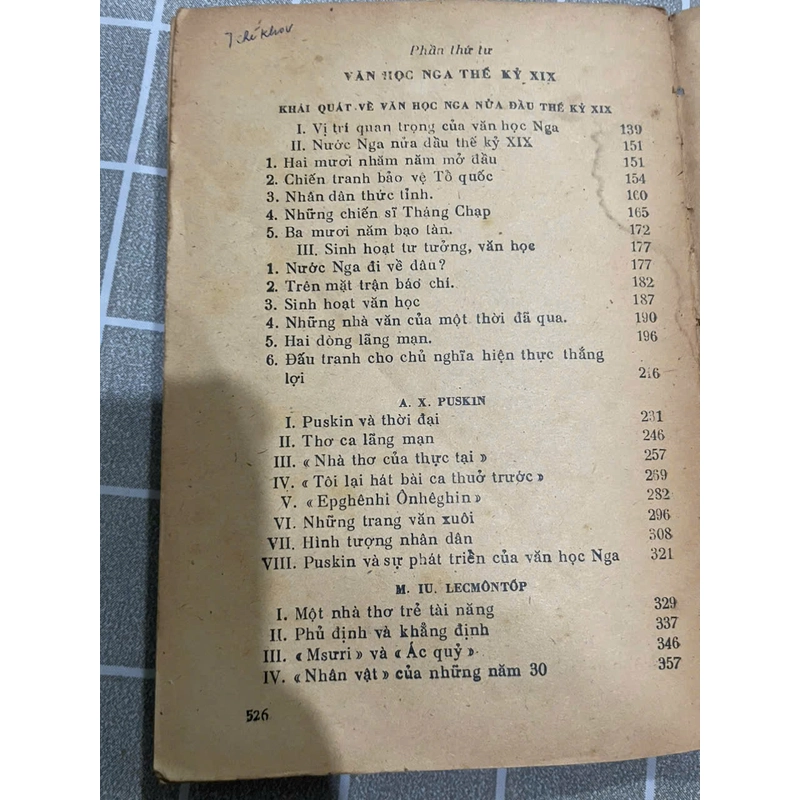 Tchékhov
Phần thứ tư
VĂN HỌC NGA THẾ KỶ XIX
KHÁI QUÁT VỀ VĂN HỌC NGA NỬA ĐẦU THẾ KỶ XIX
I. Vị trí quan trọng của văn học Nga 139
II. Nước Nga nửa đầu thế kỷ XIX 151
1. Hai mươi nhăm năm mở đầu 151
2. Chiến tranh bảo vệ Tổ quốc 154
3. Nhân dân thức tỉnh. 160
4. Những chiến sĩ Tháng Chạp 165
5. Ba mươi năm bạo tàn. 172
III. Sinh hoạt tư tưởng, văn học 177
1. Nước Nga đi về đâu? 177
2. Trên mặt trận báo chí. 182
3. Sinh hoạt văn học 187
4. Những nhà văn của một thời đã qua. 190
5. Hai dòng lãng mạn. 196
6. Đấu tranh cho chủ nghĩa hiện thực thắng
lợi 216
A. X. PUSKIN
I. Puskin và thời đại 231
II. Thơ ca lãng mạn 246
III. « Nhà thơ của thực tại » 257
IV. « Tôi lại hát bài ca thuở trước » 269
V. « Epghênhi Ônhêghin » 282
VI. Những trang văn xuôi 296
VII. Hình tượng nhân dân 308
VIII. Puskin và sự phát triển của văn học Nga 321
M. IU. LECMÔNTỐP
I. Một nhà thơ trẻ tài năng 329
II. Phủ định và khẳng định 337
III. « Msưri » và « Ác quỷ ». 346
IV. « Nhân vật » của những năm 30 357
526